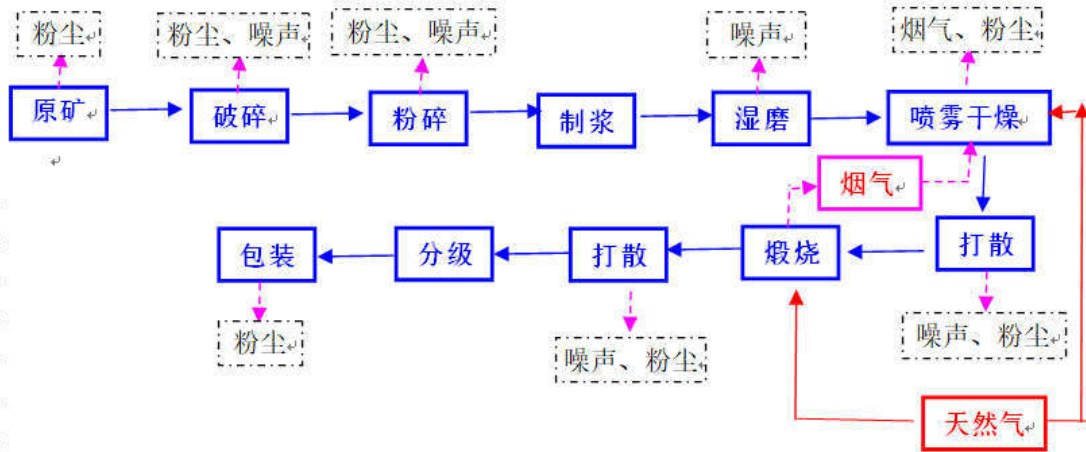 粉尘
粉尘、噪声
粉尘、噪声
噪声
烟气、粉尘
原矿
破碎
粉碎
制浆
湿磨
喷雾干燥
烟气
包装
分级
打散
煅烧
打散
粉尘
噪声、粉尘
噪声、粉尘
天然气